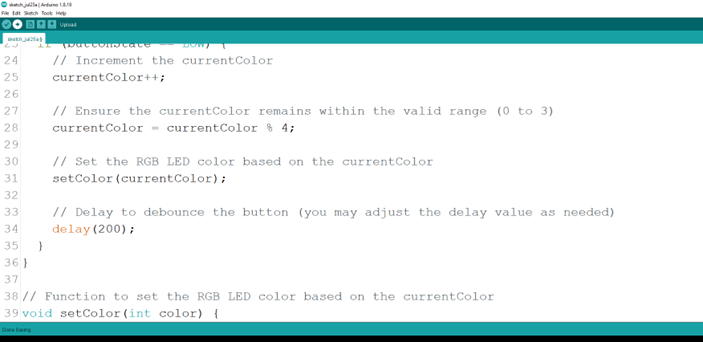 sketch_jul25a | Arduino 1.8.19
File Edit Sketch Tools Help
Upload
sketch_jul25a §
23 if (buttonState == LOW) {
24 // Increment the currentColor
25 currentColor++;
26
27 // Ensure the currentColor remains within the valid range (0 to 3)
28 currentColor = currentColor % 4;
29
30 // Set the RGB LED color based on the currentColor
31 setColor(currentColor);
32
33 // Delay to debounce the button (you may adjust the delay value as needed)
34 delay(200);
35 }
36 }
37
38 // Function to set the RGB LED color based on the currentColor
39 void setColor(int color) {
Done Saving.